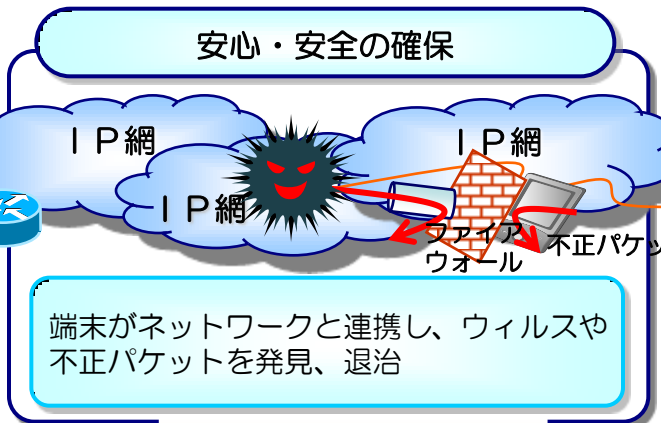 安心・安全の確保
ＩＰ網
ＩＰ網
ＩＰ網
ファイア
ウォール
不正パケッ
端末がネットワークと連携し、ウィルスや
不正パケットを発見、退治